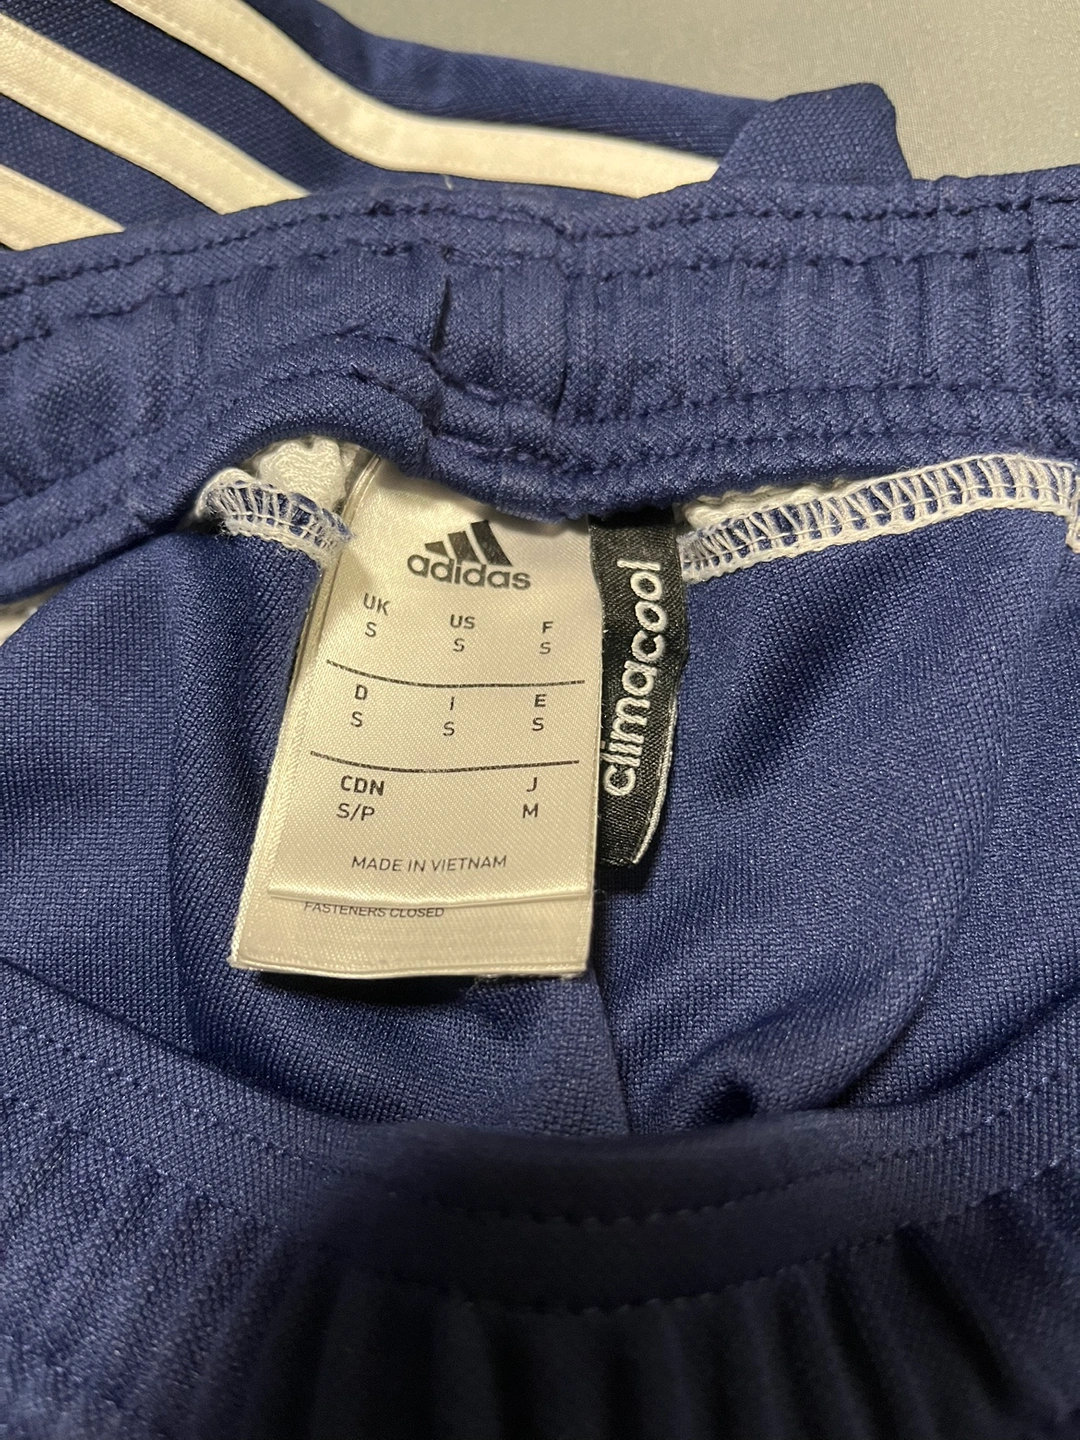 adidas
UK US F
S S S
D I E
S S S
CDN J
S/P M
MADE IN VIETNAM
FASTENERS CLOSED
climacool